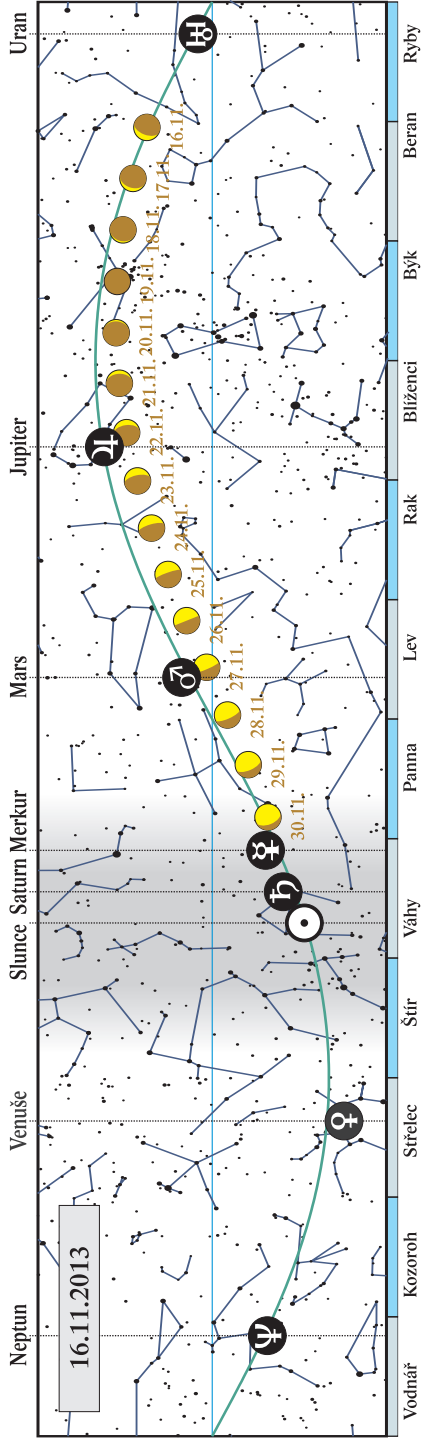 Neptun Venuše Slunce Saturn Merkur Mars Jupiter Uran
16.11.2013
30.11. 29.11. 28.11. 27.11. 26.11. 25.11. 24.11. 23.11. 22.11. 21.11. 20.11. 19.11. 18.11. 17.11. 16.11.
Vodnář Kozoroh Střelec Štír Váhy Panna Lev Rak Blíženci Býk Beran Ryby